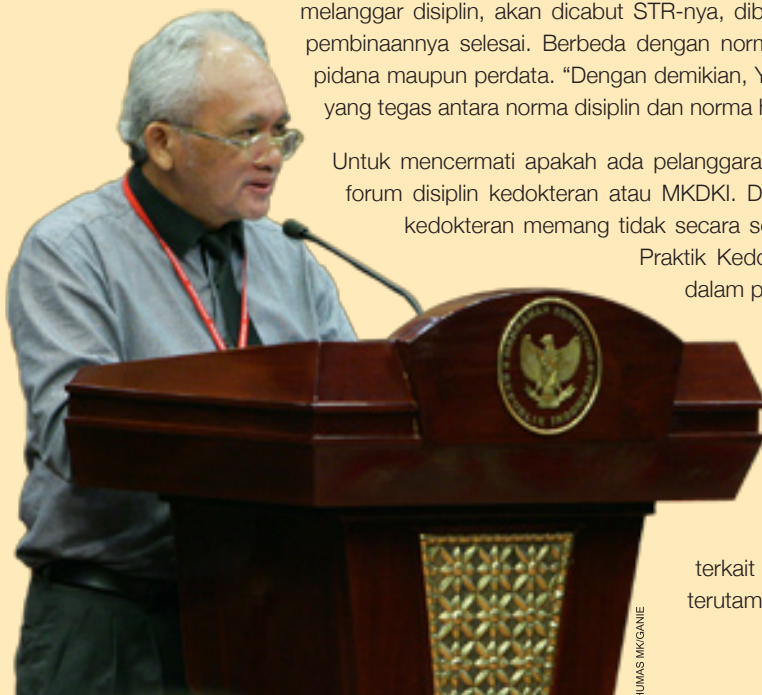 melanggar disiplin, akan dicabut STR-nya, dib
pembinaannya selesai. Berbeda dengan norm
pidana maupun perdata. “Dengan demikian, Y
yang tegas antara norma disiplin dan norma h
Untuk mencermati apakah ada pelanggara
forum disiplin kedokteran atau MKDKI. D
kedokteran memang tidak secara se
Praktik Kedo
dalam p
terkait
terutam
HUMAS MK/GANIE